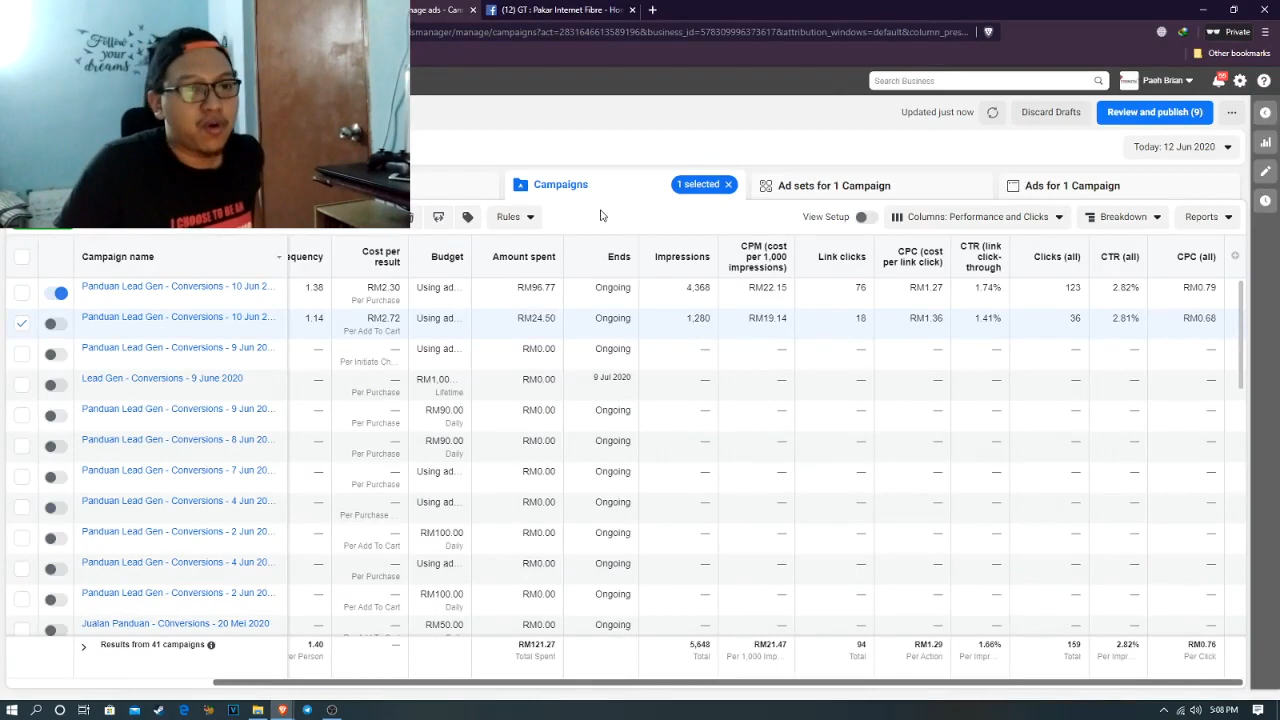 nage ads - Can...
(12) GT : Pakar Internet Fibre - Ho...
smanager/manage/campaigns?act=2831646613589196&business_id=578309996373617&attribution_windows=default&column_pres...
Private
Other bookmarks
Follow
your
dreams
I CHOOSE TO BE AN
Search Business
Paeh Brian
Updated just now
Discard Drafts
Review and publish (9)
Today: 12 Jun 2020
Campaigns
1 selected
Ad sets for 1 Campaign
Ads for 1 Campaign
Rules
View Setup
Columns: Performance and Clicks
Breakdown
Reports
Campaign name
equency
Cost per result
Budget
Amount spent
Ends
Impressions
CPM (cost per 1,000 impressions)
Link clicks
CPC (cost per link click)
CTR (link click-through
Clicks (all)
CTR (all)
CPC (all)
Panduan Lead Gen - Conversions - 10 Jun 2... 1.38 RM2.30 Using ad... RM96.77 Ongoing 4,368 RM22.15 76 RM1.27 1.74% 123 2.82% RM0.79
Per Purchase
Panduan Lead Gen - Conversions - 10 Jun 2... 1.14 RM2.72 Using ad... RM24.50 Ongoing 1,280 RM19.14 18 RM1.36 1.41% 36 2.81% RM0.68
Per Add To Cart
Panduan Lead Gen - Conversions - 9 Jun 20... — — Using ad... RM0.00 Ongoing — — — — — — — —
Per Initiate Ch...
Lead Gen - Conversions - 9 June 2020 — — RM1,00... RM0.00 9 Jul 2020 — — — — — — — —
Per Purchase Lifetime
Panduan Lead Gen - Conversions - 9 Jun 20... — — RM90.00 RM0.00 Ongoing — — — — — — — —
Per Purchase Daily
Panduan Lead Gen - Conversions - 8 Jun 20... — — RM90.00 RM0.00 Ongoing — — — — — — — —
Per Purchase Daily
Panduan Lead Gen - Conversions - 7 Jun 20... — — Using ad... RM0.00 Ongoing — — — — — — — —
Per Purchase
Panduan Lead Gen - Conversions - 4 Jun 20... — — Using ad... RM0.00 Ongoing — — — — — — — —
Per Purchase ...
Panduan Lead Gen - Conversions - 2 Jun 20... — — RM100.00 RM0.00 Ongoing — — — — — — — —
Per Add To Cart Daily
Panduan Lead Gen - Conversions - 4 Jun 20... — — Using ad... RM0.00 Ongoing — — — — — — — —
Per Purchase
Panduan Lead Gen - Conversions - 2 Jun 20... — — RM100.00 RM0.00 Ongoing — — — — — — — —
Per Add To Cart Daily
Jualan Panduan - C0nversions - 20 Mei 2020 — — RM50.00 RM0.00 Ongoing — — — — — — — —
Results from 41 campaigns 1.40 — RM121.27 5,648 RM21.47 94 RM1.29 1.66% 159 2.82% RM0.76
er Person Total Spent Total Per 1,000 Imp... Total Per Action Per Impr... Total Per Impr... Per Click
5:08 PM